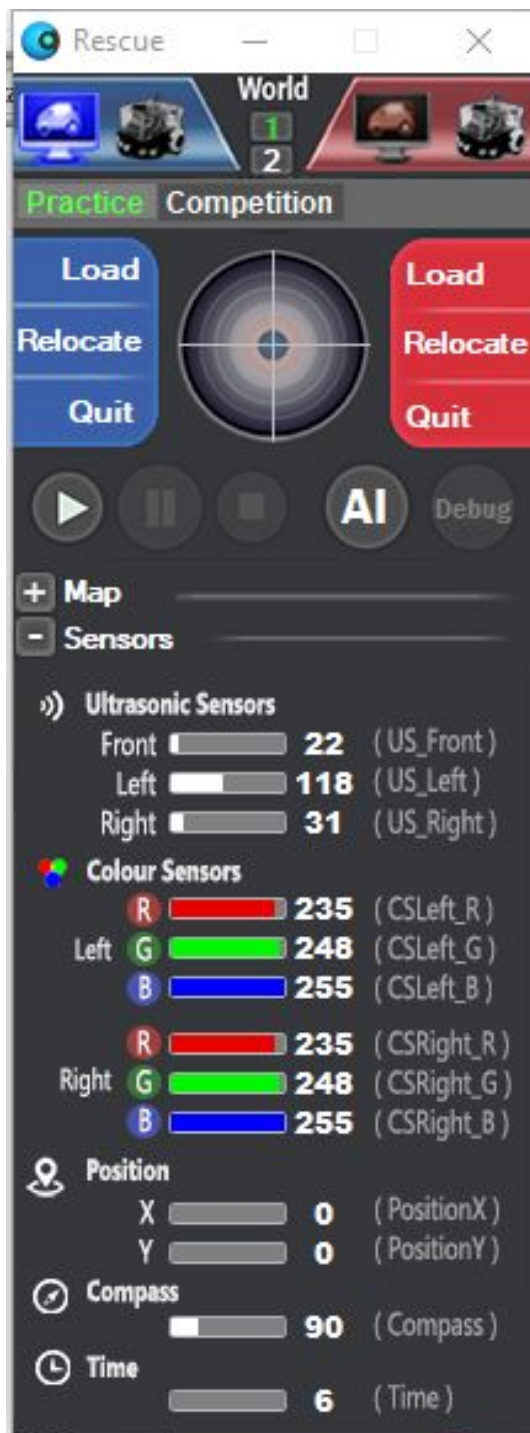 Rescue
World
1
2
Practice Competition
Load Load
Relocate Relocate
Quit Quit
AI Debug
+ Map
- Sensors
Ultrasonic Sensors
Front 22 ( US_Front )
Left 118 ( US_Left )
Right 31 ( US_Right )
Colour Sensors
R 235 ( CSLeft_R )
Left G 248 ( CSLeft_G )
B 255 ( CSLeft_B )
R 235 ( CSRight_R )
Right G 248 ( CSRight_G )
B 255 ( CSRight_B )
Position
X 0 ( PositionX )
Y 0 ( PositionY )
Compass
90 ( Compass )
Time
6 ( Time )